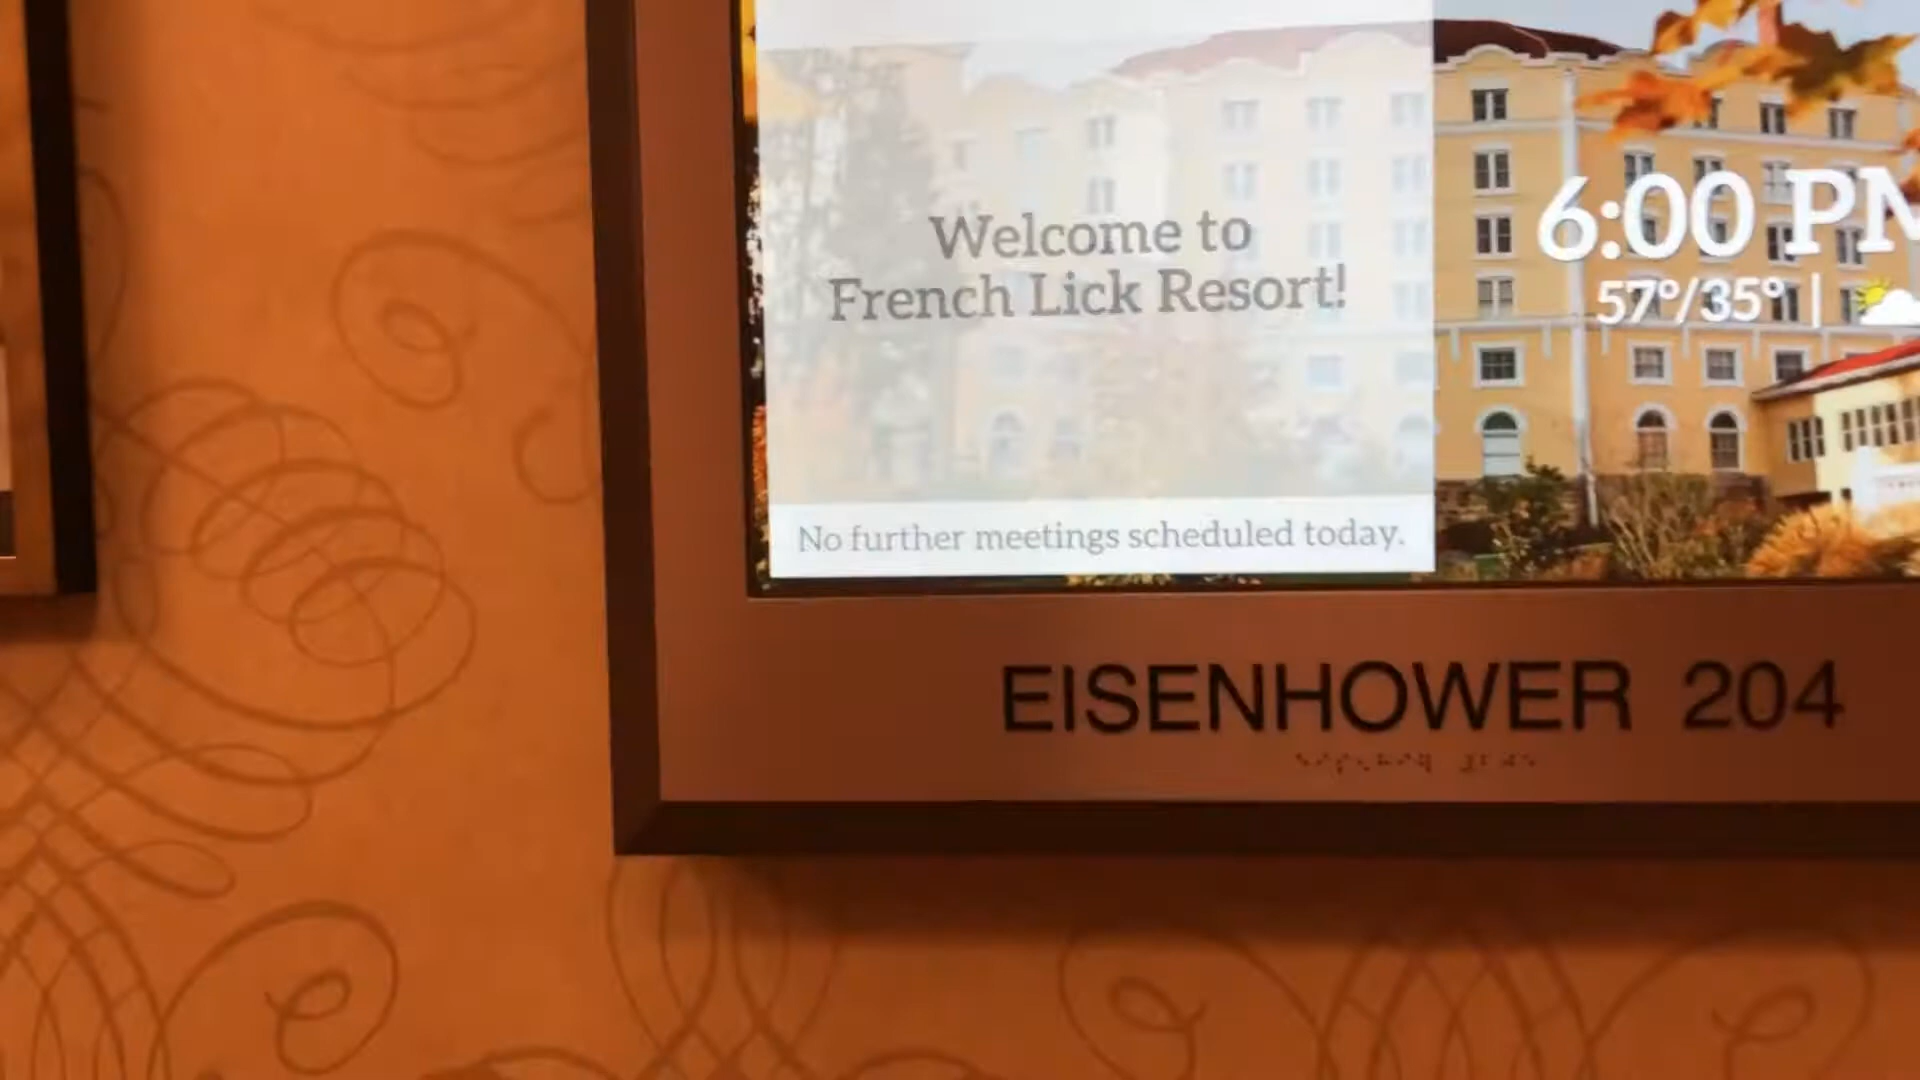 Welcome to
French Lick Resort!
6:00 PM
57°/35° |
No further meetings scheduled today.
EISENHOWER 204